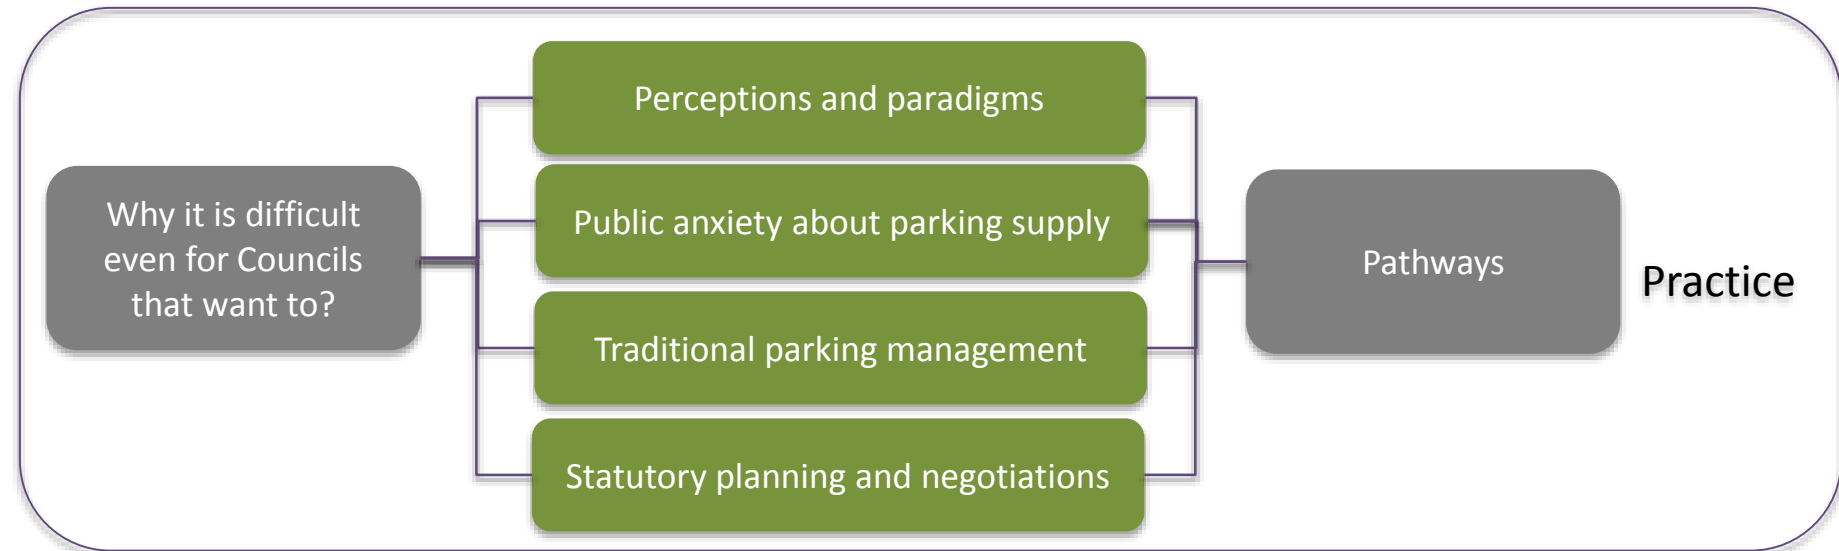 Why it is difficult
even for Councils
that want to?
Perceptions and paradigms
Public anxiety about parking supply
Traditional parking management
Statutory planning and negotiations
Pathways
Practice